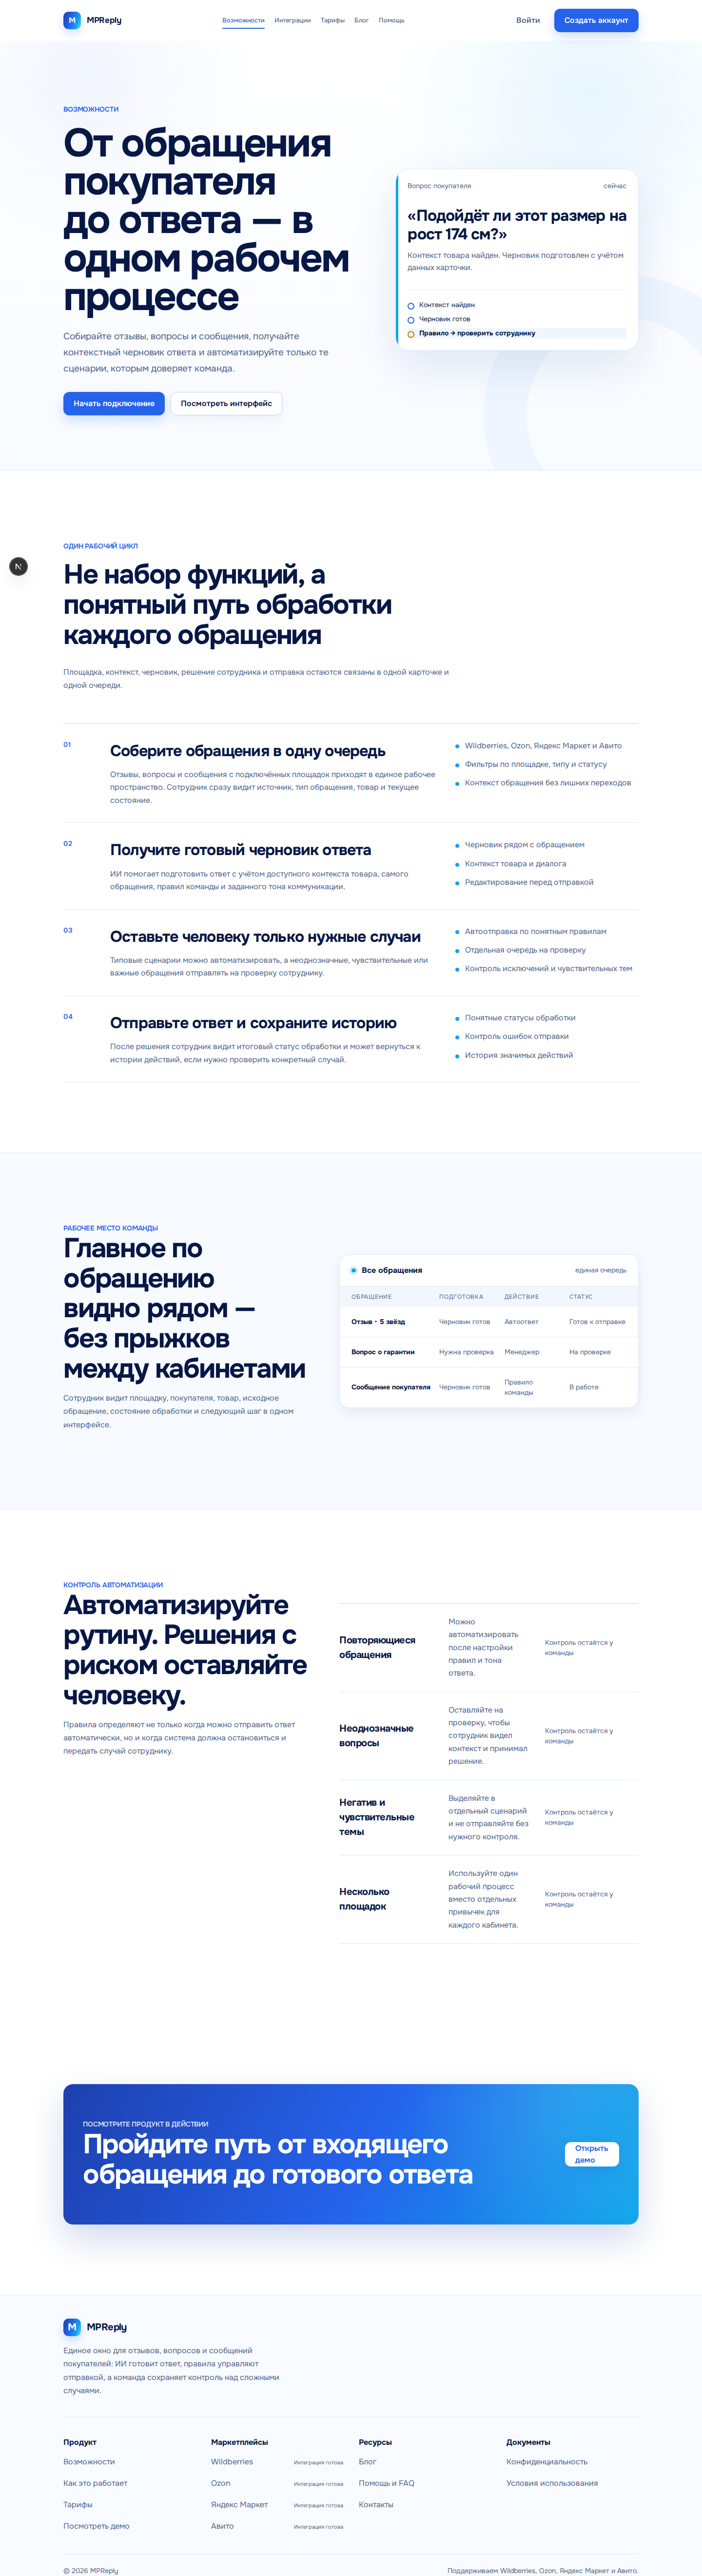 M MPReply
Возможности Интеграции Тарифы Блог Помощь
Войти
Создать аккаунт
ВОЗМОЖНОСТИ
От обращения
покупателя
до ответа — в
одном рабочем
процессе
Собирайте отзывы, вопросы и сообщения, получайте
контекстный черновик ответа и автоматизируйте только те
сценарии, которым доверяет команда.
Начать подключение
Посмотреть интерфейс
Вопрос покупателя
сейчас
«Подойдёт ли этот размер на
рост 174 см?»
Контекст товара найден. Черновик подготовлен с учётом
данных карточки.
Контекст найден
Черновик готов
Правило → проверить сотруднику
N
ОДИН РАБОЧИЙ ЦИКЛ
Не набор функций, а
понятный путь обработки
каждого обращения
Площадка, контекст, черновик, решение сотрудника и отправка остаются связаны в одной карточке и
одной очереди.
01
Соберите обращения в одну очередь
Отзывы, вопросы и сообщения с подключённых площадок приходят в единое рабочее
пространство. Сотрудник сразу видит источник, тип обращения, товар и текущее
состояние.
Wildberries, Ozon, Яндекс Маркет и Авито
Фильтры по площадке, типу и статусу
Контекст обращения без лишних переходов
02
Получите готовый черновик ответа
ИИ помогает подготовить ответ с учётом доступного контекста товара, самого
обращения, правил команды и заданного тона коммуникации.
Черновик рядом с обращением
Контекст товара и диалога
Редактирование перед отправкой
03
Оставьте человеку только нужные случаи
Типовые сценарии можно автоматизировать, а неоднозначные, чувствительные или
важные обращения отправлять на проверку сотруднику.
Автоотправка по понятным правилам
Отдельная очередь на проверку
Контроль исключений и чувствительных тем
04
Отправьте ответ и сохраните историю
После решения сотрудник видит итоговый статус обработки и может вернуться к
истории действий, если нужно проверить конкретный случай.
Понятные статусы обработки
Контроль ошибок отправки
История значимых действий
РАБОЧЕЕ МЕСТО КОМАНДЫ
Главное по
обращению
видно рядом —
без прыжков
между кабинетами
Сотрудник видит площадку, покупателя, товар, исходное
обращение, состояние обработки и следующий шаг в одном
интерфейсе.
Все обращения
единая очередь
ОБРАЩЕНИЕ ПОДГОТОВКА ДЕЙСТВИЕ СТАТУС
Отзыв · 5 звёзд Черновик готов Автоответ Готов к отправке
Вопрос о гарантии Нужна проверка Менеджер На проверке
Сообщение покупателя Черновик готов Правило
команды В работе
КОНТРОЛЬ АВТОМАТИЗАЦИИ
Автоматизируйте
рутину. Решения с
риском оставляйте
человеку.
Правила определяют не только когда можно отправить ответ
автоматически, но и когда система должна остановиться и
передать случай сотруднику.
Повторяющиеся
обращения
Можно
автоматизировать
после настройки
правил и тона
ответа.
Контроль остаётся у
команды
Неоднозначные
вопросы
Оставляйте на
проверку, чтобы
сотрудник видел
контекст и принимал
решение.
Контроль остаётся у
команды
Негатив и
чувствительные
темы
Выделяйте в
отдельный сценарий
и не отправляйте без
нужного контроля.
Контроль остаётся у
команды
Несколько
площадок
Используйте один
рабочий процесс
вместо отдельных
привычек для
каждого кабинета.
Контроль остаётся у
команды
ПОСМОТРИТЕ ПРОДУКТ В ДЕЙСТВИИ
Пройдите путь от входящего
обращения до готового ответа
Открыть
демо
M MPReply
Единое окно для отзывов, вопросов и сообщений
покупателей: ИИ готовит ответ, правила управляют
отправкой, а команда сохраняет контроль над сложными
случаями.
Продукт
Возможности
Как это работает
Тарифы
Посмотреть демо
Маркетплейсы
Wildberries Интеграция готова
Ozon Интеграция готова
Яндекс Маркет Интеграция готова
Авито Интеграция готова
Ресурсы
Блог
Помощь и FAQ
Контакты
Документы
Конфиденциальность
Условия использования
© 2026 MPReply
Поддерживаем Wildberries, Ozon, Яндекс Маркет и Авито.